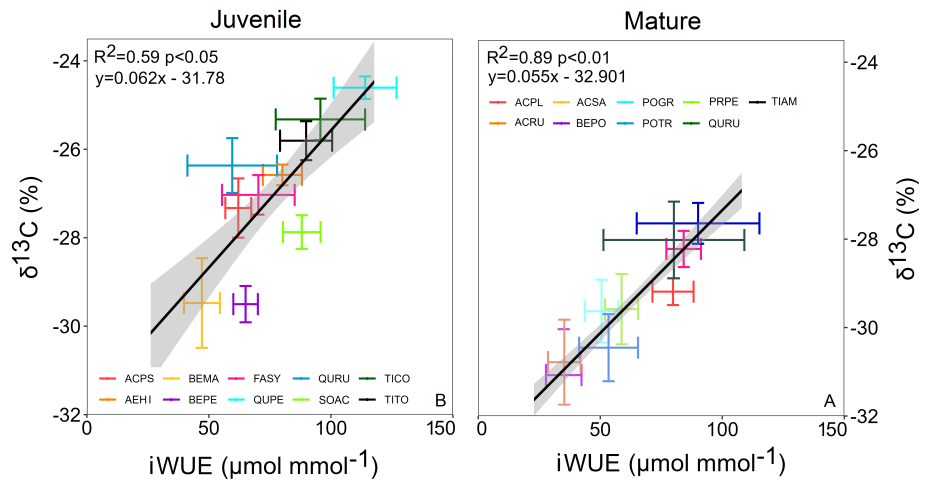 Juvenile
R2=0.59 p<0.05
y=0.062x - 31.78
-24
-26
-28
-30
-32
δ13C (%)
ACPS BEMA FASY QURU TICO
AEHI BEPE QUPE SOAC TITO
B
0 50 100 150
iWUE (µmol mmol-1)
Mature
R2=0.89 p<0.01
y=0.055x - 32.901
ACPL ACSA POGR PRPE TIAM
ACRU BEPO POTR QURU
-24
-26
-28
-30
-32
δ13C (%)
A
0 50 100 150
iWUE (µmol mmol-1)